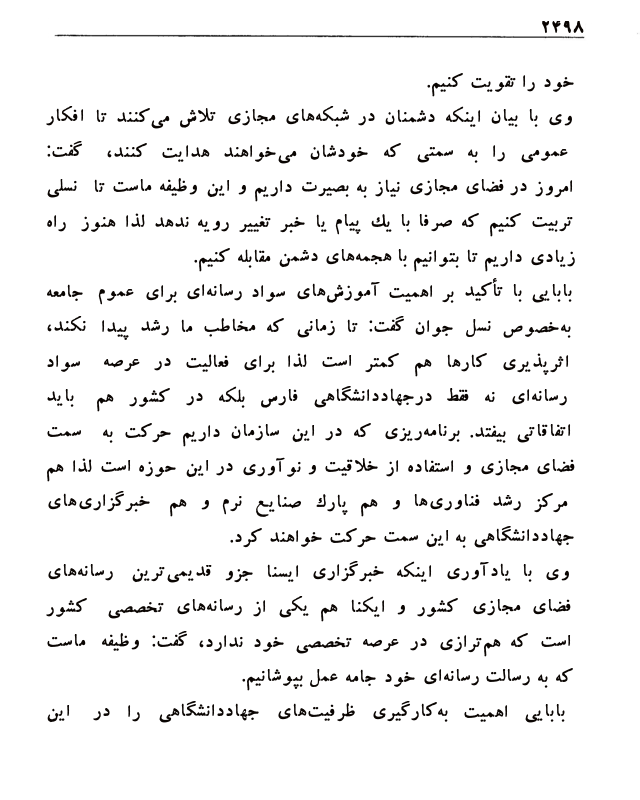 ۲۴۹۸
خود را تقویت کنیم.
وی با بیان اینکه دشمنان در شبکه‌های مجازی تلاش می‌کنند تا افکار
عمومی را به سمتی که خودشان می‌خواهند هدایت کنند، گفت:
امروز در فضای مجازی نیاز به بصیرت داریم و این وظیفه ماست تا نسلی
تربیت کنیم که صرفا با یك پیام یا خبر تغییر رویه ندهد لذا هنوز راه
زیادی داریم تا بتوانیم با هجمه‌های دشمن مقابله کنیم.
بابایی با تأکید بر اهمیت آموزش‌های سواد رسانه‌ای برای عموم جامعه
به‌خصوص نسل جوان گفت: تا زمانی که مخاطب ما رشد پیدا نکند،
اثرپذیری کارها هم کمتر است لذا برای فعالیت در عرصه سواد
رسانه‌ای نه فقط درجهاددانشگاهی فارس بلکه در کشور هم باید
اتفاقاتی بیفتد. برنامه‌ریزی که در این سازمان داریم حرکت به سمت
فضای مجازی و استفاده از خلاقیت و نوآوری در این حوزه است لذا هم
مرکز رشد فناوری‌ها و هم پارك صنایع نرم و هم خبرگزاری‌های
جهاددانشگاهی به این سمت حرکت خواهند کرد.
وی با یادآوری اینکه خبرگزاری ایسنا جزو قدیمی‌ترین رسانه‌های
فضای مجازی کشور و ایکنا هم یکی از رسانه‌های تخصصی کشور
است که هم‌ترازی در عرصه تخصصی خود ندارد، گفت: وظیفه ماست
که به رسالت رسانه‌ای خود جامه عمل بپوشانیم.
بابایی اهمیت به‌کارگیری ظرفیت‌های جهاددانشگاهی را در این